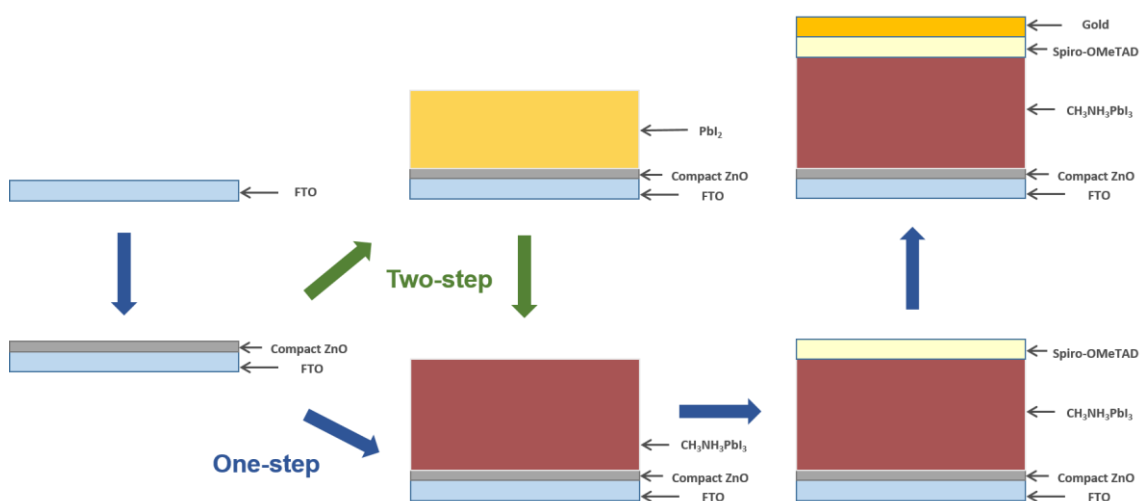 Gold
Spiro-OMeTAD
CH₃NH₃PbI₃
Compact ZnO
FTO
PbI₂
Compact ZnO
FTO
FTO
Two-step
Compact ZnO
FTO
One-step
CH₃NH₃PbI₃
Compact ZnO
FTO
Spiro-OMeTAD
CH₃NH₃PbI₃
Compact ZnO
FTO